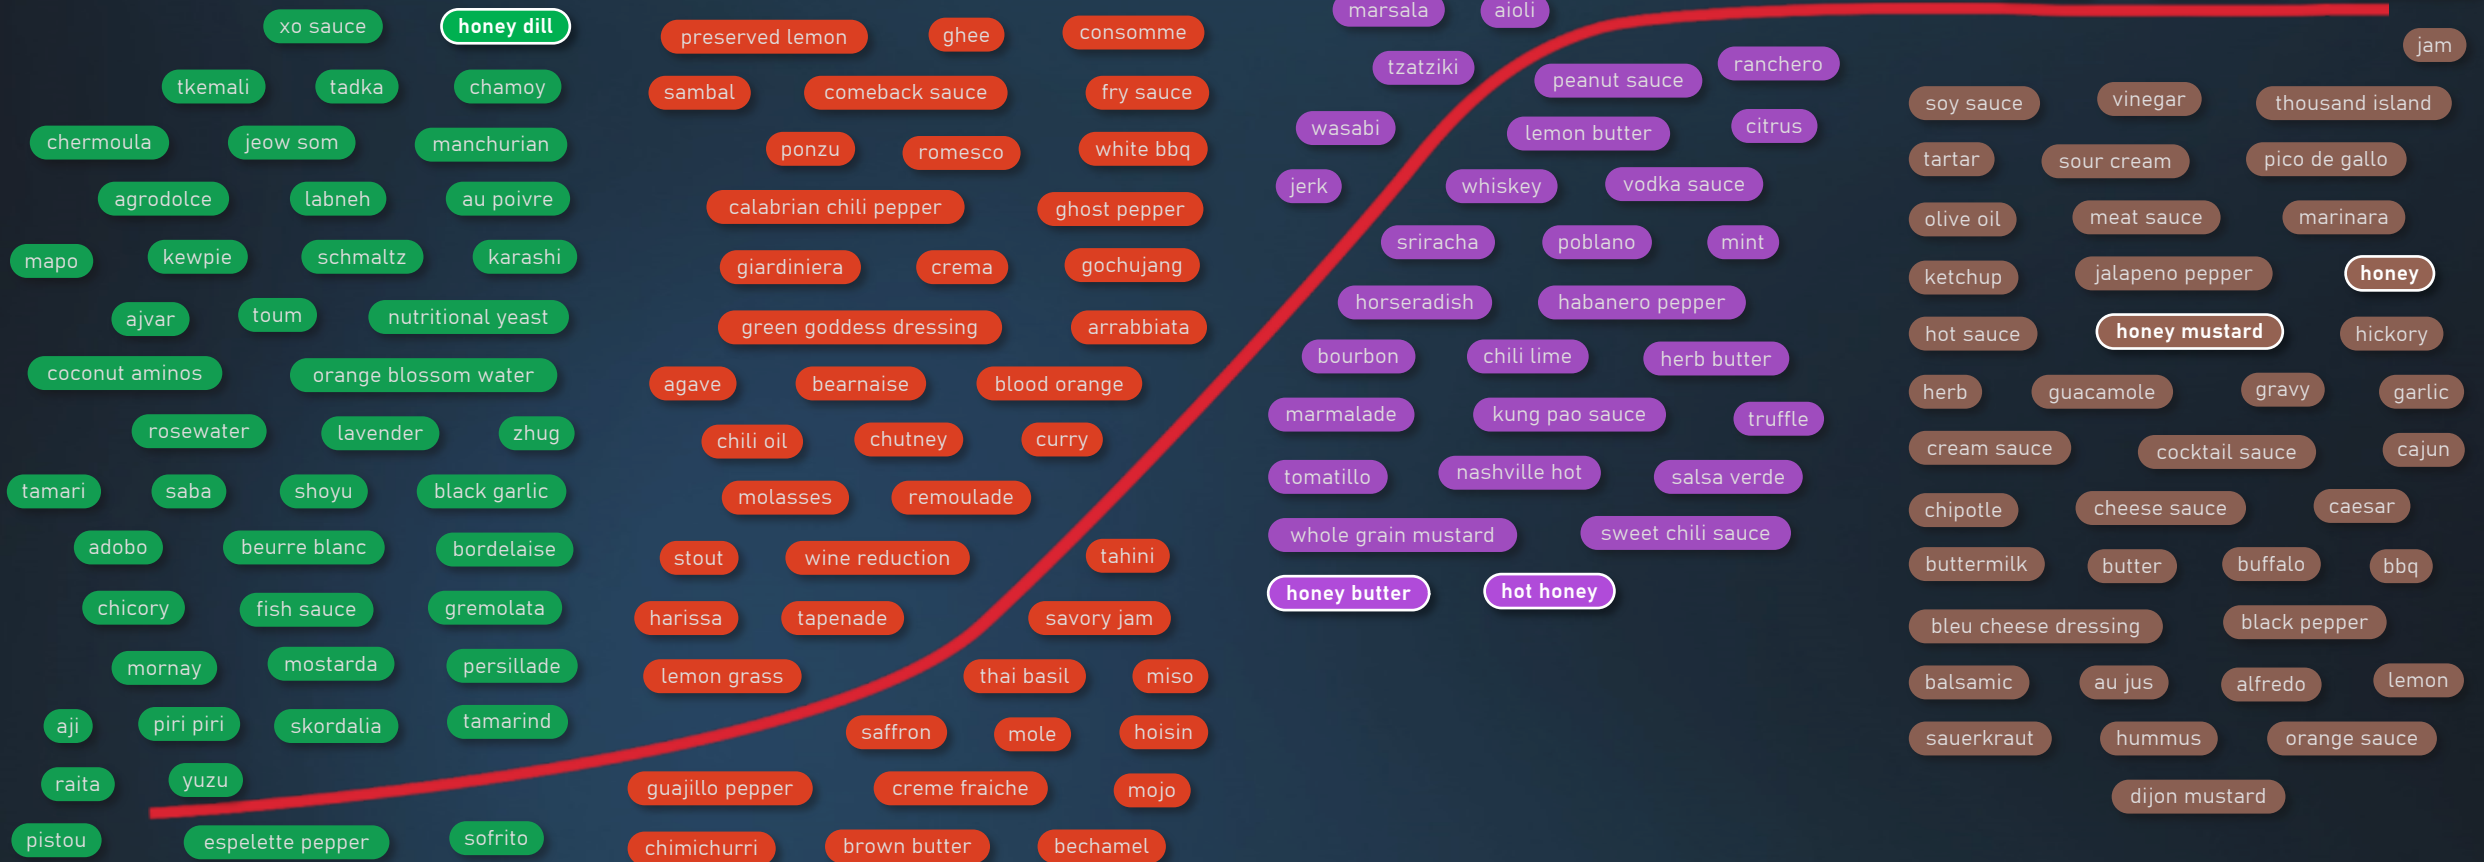 xo sauce honey dill
tkemali tadka chamoy
chermoula jeow som manchurian
agrodolce labneh au poivre
mapo kewpie schmaltz karashi
ajvar toum nutritional yeast
coconut aminos orange blossom water
rosewater lavender zhug
tamari saba shoyu black garlic
adobo beurre blanc bordelaise
chicory fish sauce gremolata
mornay mostarda persillade
aji piri piri skordalia tamarind
raita yuzu
pistou espelette pepper sofrito
preserved lemon ghee consomme
sambal comeback sauce fry sauce
ponzu romesco white bbq
calabrian chili pepper ghost pepper
giardiniera crema gochujang
green goddess dressing arrabbiata
agave bearnaise blood orange
chili oil chutney curry
molasses remoulade
stout wine reduction tahini
harissa tapenade savory jam
lemon grass thai basil miso
saffron mole hoisin
guajillo pepper creme fraiche mojo
chimichurri brown butter bechamel
marsala aioli
tzatziki peanut sauce ranchero
wasabi lemon butter citrus
jerk whiskey vodka sauce
sriracha poblano mint
horseradish habanero pepper
bourbon chili lime herb butter
marmalade kung pao sauce truffle
tomatillo nashville hot salsa verde
whole grain mustard sweet chili sauce
honey butter hot honey
jam
soy sauce vinegar thousand island
tartar sour cream pico de gallo
olive oil meat sauce marinara
ketchup jalapeno pepper honey
hot sauce honey mustard hickory
herb guacamole gravy garlic
cream sauce cocktail sauce cajun
chipotle cheese sauce caesar
buttermilk butter buffalo bbq
bleu cheese dressing black pepper
balsamic au jus alfredo lemon
sauerkraut hummus orange sauce
dijon mustard